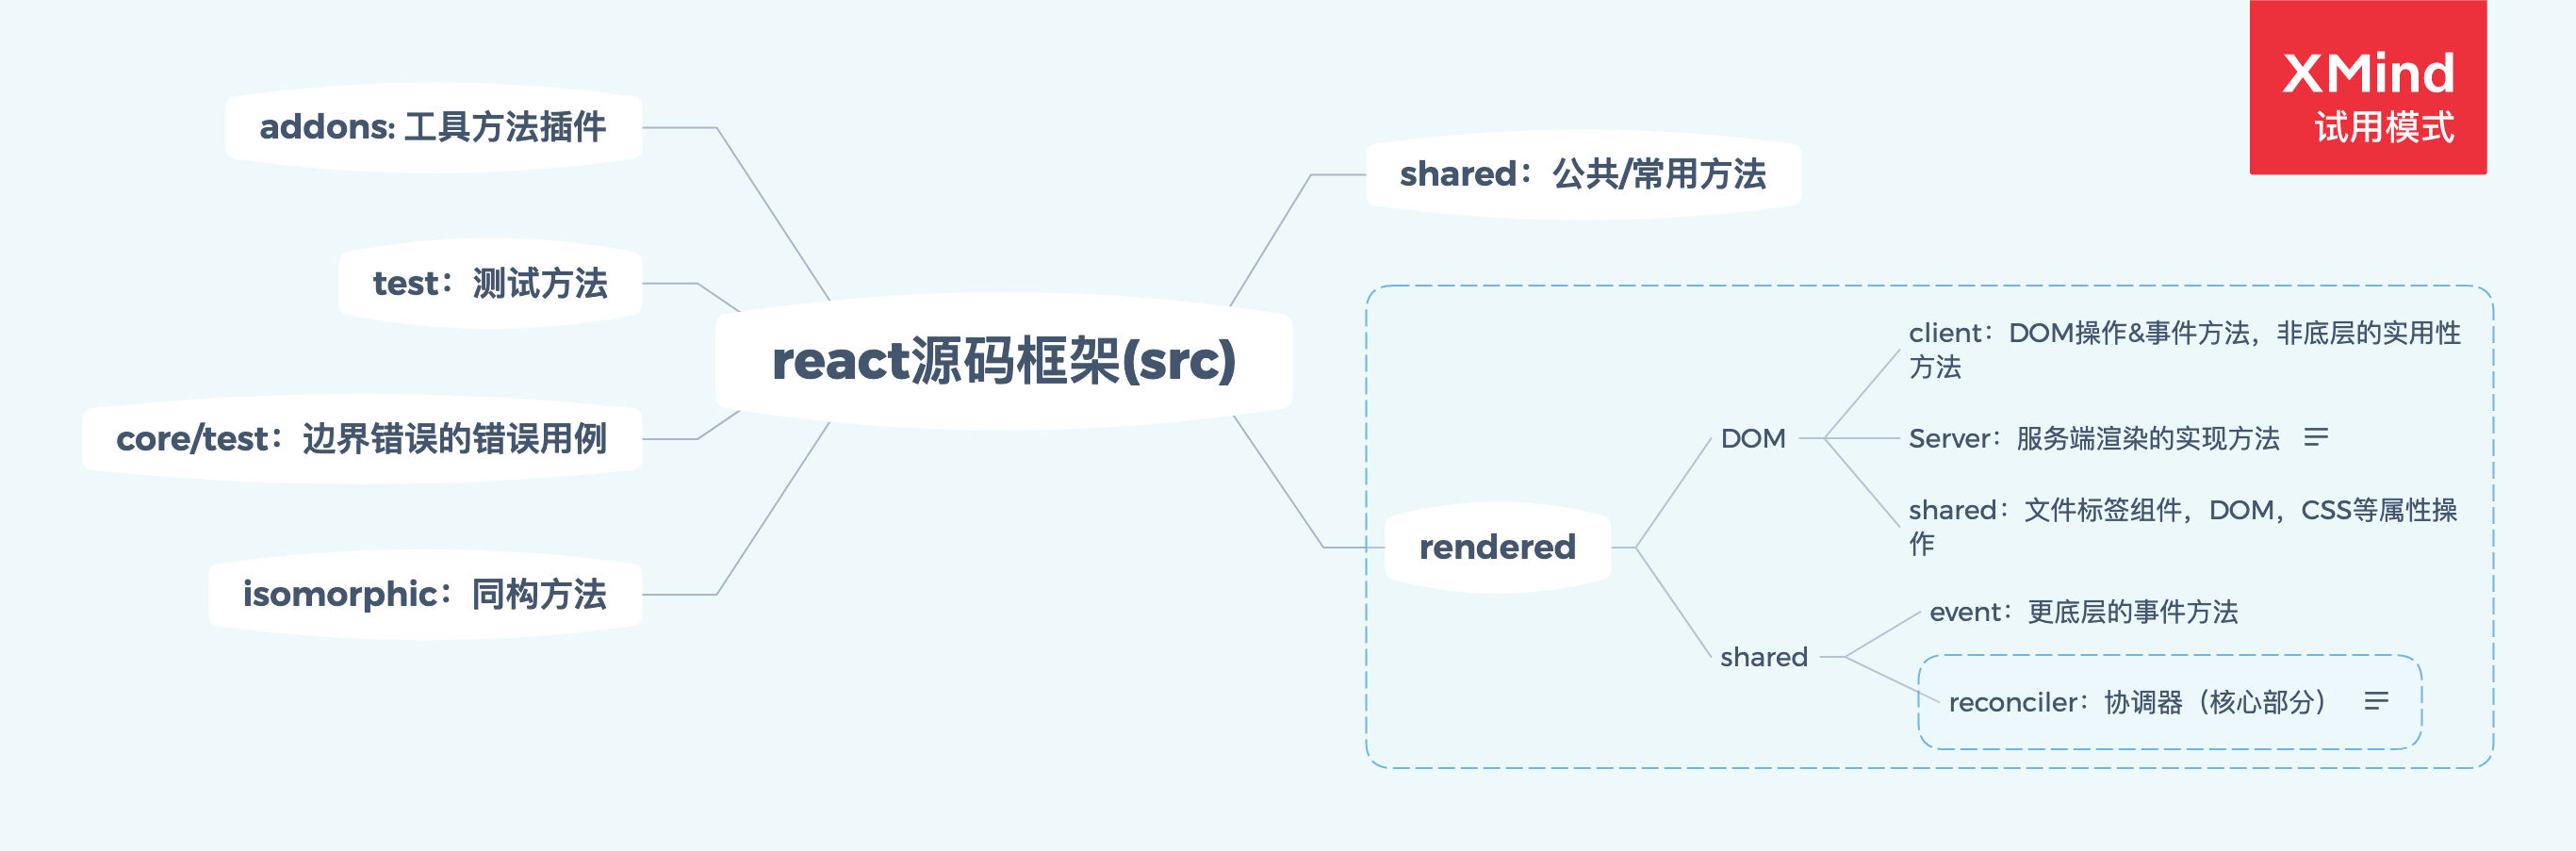 XMind
试用模式
addons: 工具方法插件
test：测试方法
core/test：边界错误的错误用例
isomorphic：同构方法
react源码框架(src)
shared：公共/常用方法
rendered
DOM
client：DOM操作&事件方法，非底层的实用性
方法
Server：服务端渲染的实现方法
shared：文件标签组件，DOM，CSS等属性操
作
shared
event：更底层的事件方法
reconciler：协调器（核心部分）